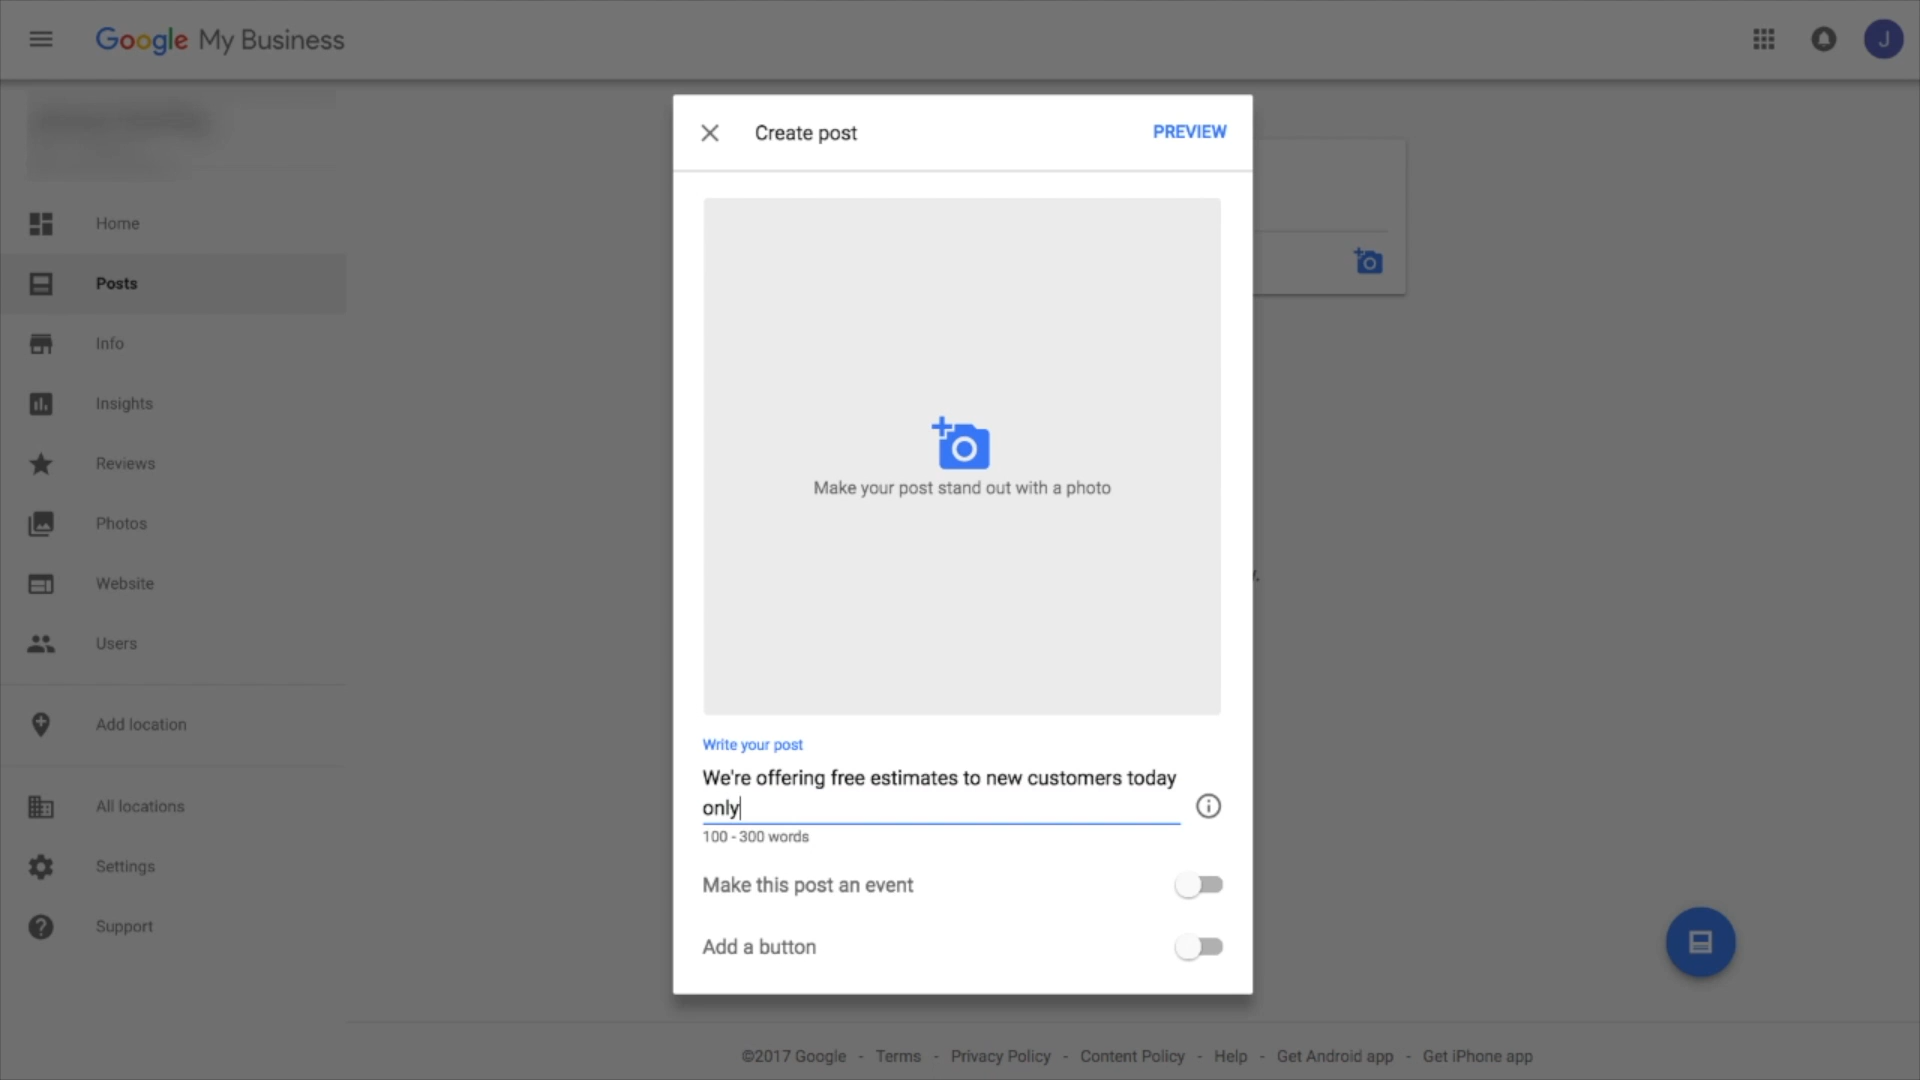 Google My Business
J
Home
Posts
Info
Insights
Reviews
Photos
Website
Users
Add location
All locations
Settings
Support
Create post
PREVIEW
Make your post stand out with a photo
Write your post
We're offering free estimates to new customers today
only
100 - 300 words
Make this post an event
Add a button
©2017 Google - Terms - Privacy Policy - Content Policy - Help - Get Android app - Get iPhone app